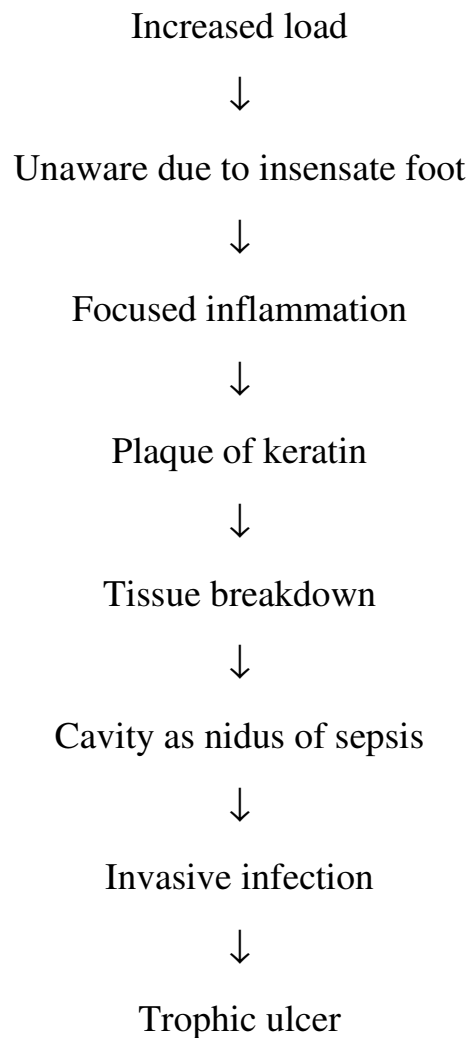 Increased load
↓
Unaware due to insensate foot
↓
Focused inflammation
↓
Plaque of keratin
↓
Tissue breakdown
↓
Cavity as nidus of sepsis
↓
Invasive infection
↓
Trophic ulcer